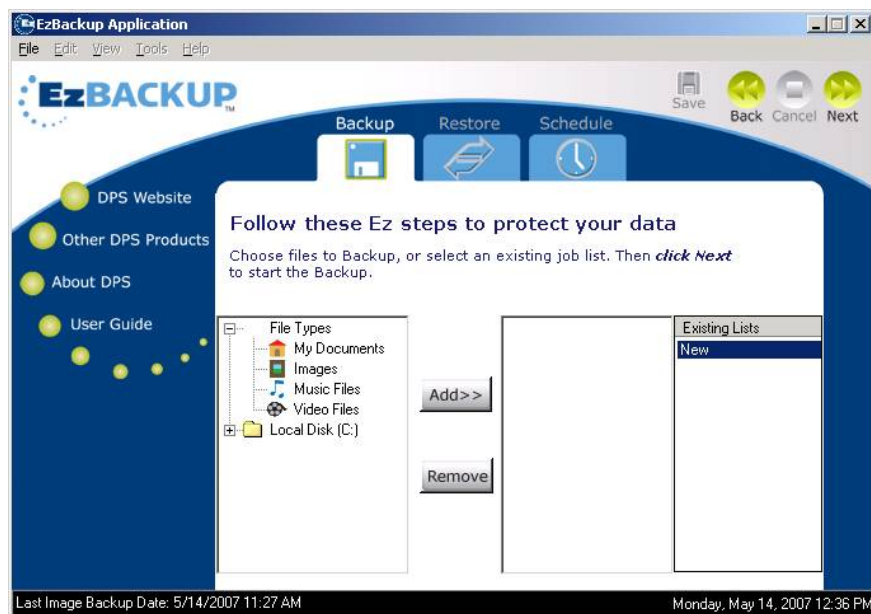 EzBackup Application
File Edit View Tools Help
EzBACKUP™
Save
Back Cancel Next
Backup Restore Schedule
DPS Website
Other DPS Products
About DPS
User Guide
Follow these Ez steps to protect your data
Choose files to Backup, or select an existing job list. Then click Next
to start the Backup.
File Types
My Documents
Images
Music Files
Video Files
Local Disk (C:)
Add>>
Remove
Existing Lists
New
Last Image Backup Date: 5/14/2007 11:27 AM
Monday, May 14, 2007 12:36 PM